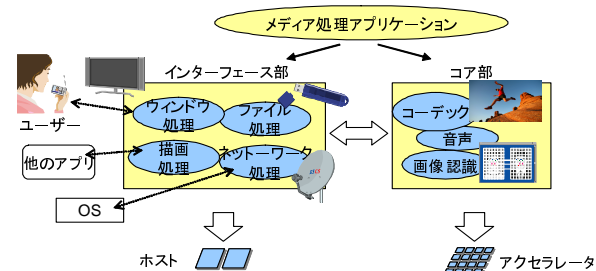 メディア処理アプリケーション
インターフェース部
コア部
ウィンドウ
処理
ファイル
処理
コーデック
ユーザー
音声
他のアプリ
描画
処理
ネットーワータ
処理
画像認識
OS
ホスト
アクセラレータ